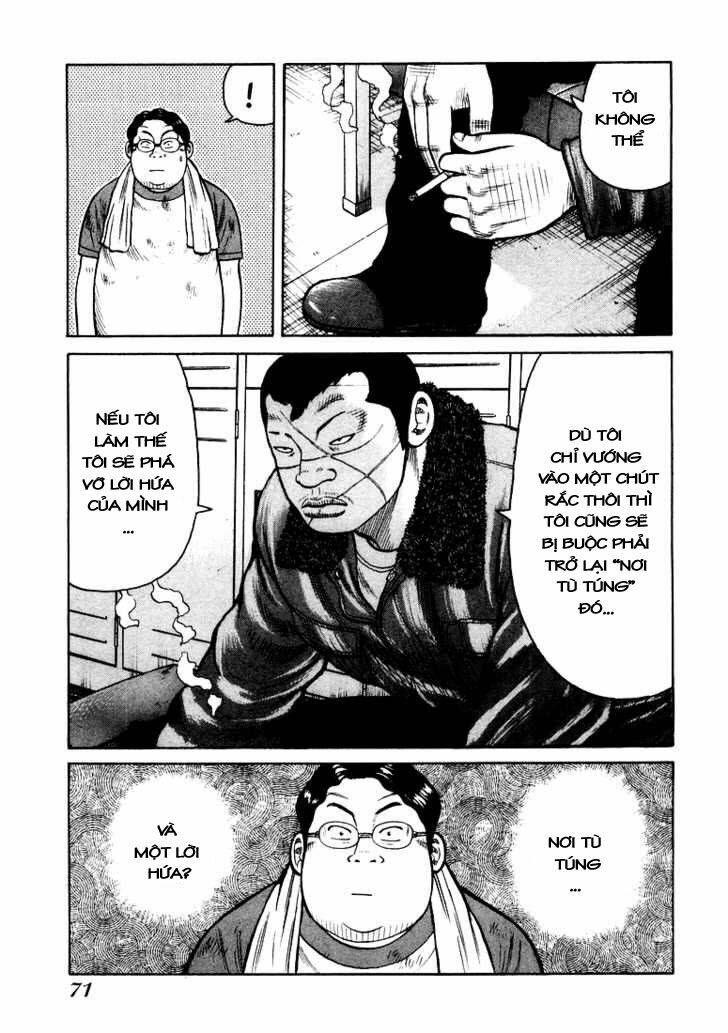 TÔI
KHÔNG
THỂ
!
DÙ TÔI
CHỈ VƯỚNG
VÀO MỘT CHÚT
RẮC THÔI THÌ
TÔI CŨNG SẼ
BỊ BUỘC PHẢI
TRỞ LẠI “NƠI
TÙ TÚNG”
ĐÓ...
NẾU TÔI
LÀM THẾ
TÔI SẼ PHÁ
VỠ LỜI HỨA
CỦA MÌNH
...
NƠI TÙ
TÚNG
...
VÀ
MỘT LỜI
HỨA?
71